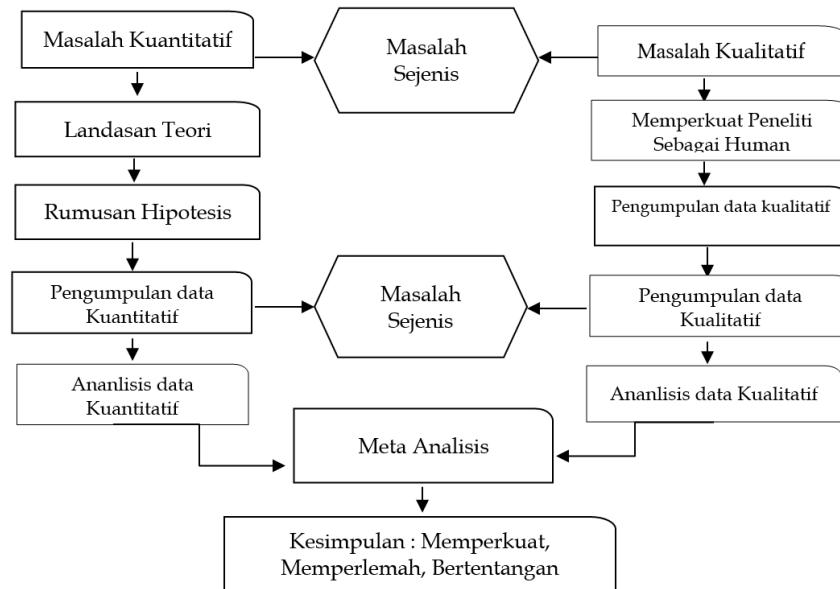 Masalah Kuantitatif
Masalah
Sejenis
Masalah Kualitatif
Landasan Teori
Memperkuat Peneliti
Sebagai Human
Rumusan Hipotesis
Pengumpulan data kualitatif
Pengumpulan data
Kuantitatif
Masalah
Sejenis
Pengumpulan data
Kualitatif
Ananlisis data
Kuantitatif
Ananlisis data Kualitatif
Meta Analisis
Kesimpulan : Memperkuat,
Memperlemah, Bertentangan